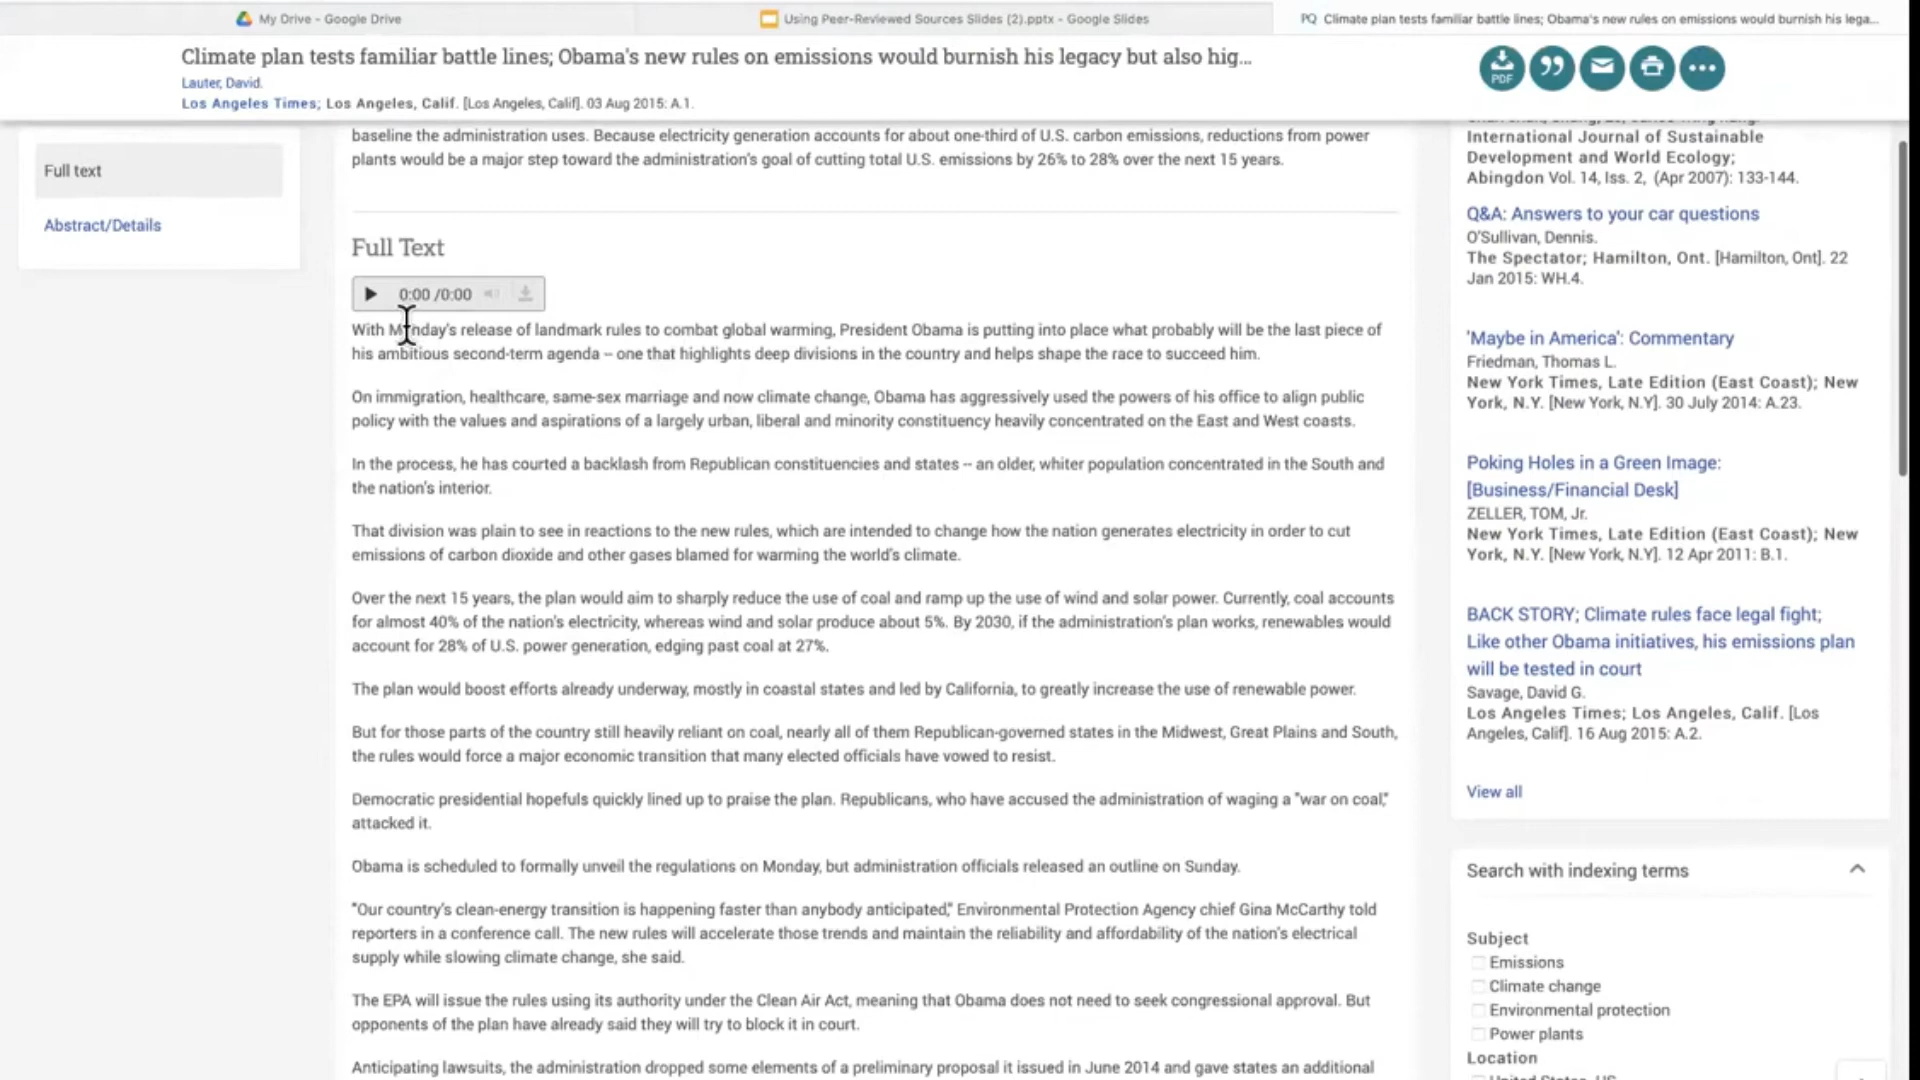 My Drive - Google Drive
Using Peer-Reviewed Sources Slides (2).pptx - Google Slides
PQ Climate plan tests familiar battle lines; Obama's new rules on emissions would burnish his lega...
Climate plan tests familiar battle lines; Obama's new rules on emissions would burnish his legacy but also hig...
Lauter, David.
Los Angeles Times; Los Angeles, Calif. [Los Angeles, Calif]. 03 Aug 2015: A.1.
PDF
Full text
Abstract/Details
baseline the administration uses. Because electricity generation accounts for about one-third of U.S. carbon emissions, reductions from power
plants would be a major step toward the administration's goal of cutting total U.S. emissions by 26% to 28% over the next 15 years.
Full Text
0:00 /0:00
With Monday's release of landmark rules to combat global warming, President Obama is putting into place what probably will be the last piece of
his ambitious second-term agenda -- one that highlights deep divisions in the country and helps shape the race to succeed him.
On immigration, healthcare, same-sex marriage and now climate change, Obama has aggressively used the powers of his office to align public
policy with the values and aspirations of a largely urban, liberal and minority constituency heavily concentrated on the East and West coasts.
In the process, he has courted a backlash from Republican constituencies and states -- an older, whiter population concentrated in the South and
the nation's interior.
That division was plain to see in reactions to the new rules, which are intended to change how the nation generates electricity in order to cut
emissions of carbon dioxide and other gases blamed for warming the world's climate.
Over the next 15 years, the plan would aim to sharply reduce the use of coal and ramp up the use of wind and solar power. Currently, coal accounts
for almost 40% of the nation's electricity, whereas wind and solar produce about 5%. By 2030, if the administration's plan works, renewables would
account for 28% of U.S. power generation, edging past coal at 27%.
The plan would boost efforts already underway, mostly in coastal states and led by California, to greatly increase the use of renewable power.
But for those parts of the country still heavily reliant on coal, nearly all of them Republican-governed states in the Midwest, Great Plains and South,
the rules would force a major economic transition that many elected officials have vowed to resist.
Democratic presidential hopefuls quickly lined up to praise the plan. Republicans, who have accused the administration of waging a "war on coal,"
attacked it.
Obama is scheduled to formally unveil the regulations on Monday, but administration officials released an outline on Sunday.
"Our country's clean-energy transition is happening faster than anybody anticipated," Environmental Protection Agency chief Gina McCarthy told
reporters in a conference call. The new rules will accelerate those trends and maintain the reliability and affordability of the nation's electrical
supply while slowing climate change, she said.
The EPA will issue the rules using its authority under the Clean Air Act, meaning that Obama does not need to seek congressional approval. But
opponents of the plan have already said they will try to block it in court.
Anticipating lawsuits, the administration dropped some elements of a preliminary proposal it issued in June 2014 and gave states an additional
International Journal of Sustainable
Development and World Ecology;
Abingdon Vol. 14, Iss. 2, (Apr 2007): 133-144.
Q&A: Answers to your car questions
O'Sullivan, Dennis.
The Spectator; Hamilton, Ont. [Hamilton, Ont]. 22
Jan 2015: WH.4.
'Maybe in America': Commentary
Friedman, Thomas L.
New York Times, Late Edition (East Coast); New
York, N.Y. [New York, N.Y]. 30 July 2014: A.23.
Poking Holes in a Green Image:
[Business/Financial Desk]
ZELLER, TOM, Jr.
New York Times, Late Edition (East Coast); New
York, N.Y. [New York, N.Y]. 12 Apr 2011: B.1.
BACK STORY; Climate rules face legal fight;
Like other Obama initiatives, his emissions plan
will be tested in court
Savage, David G.
Los Angeles Times; Los Angeles, Calif. [Los
Angeles, Calif]. 16 Aug 2015: A.2.
View all
Search with indexing terms
Subject
Emissions
Climate change
Environmental protection
Power plants
Location